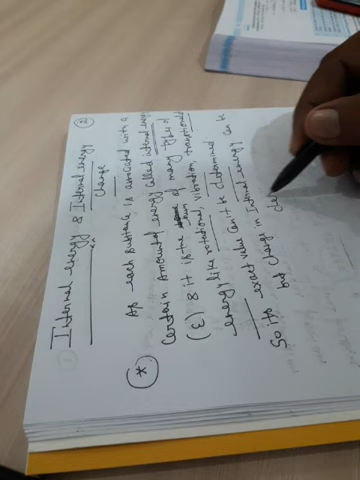 Internal energy & Internal energy
change
②
* As each substance is associated with a
certain amount of energy called internal energy
(E) & it is the sum of many types of
energy like rotational, vibration, translational
So its exact value can't be determined
but change in Internal energy can be